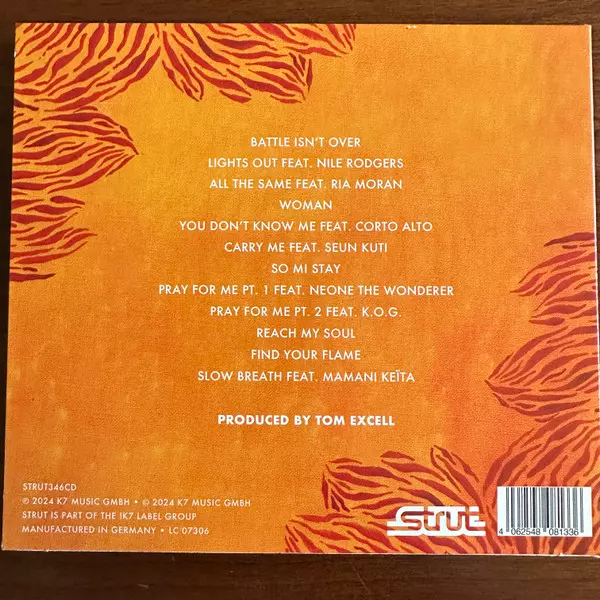 BATTLE ISN'T OVER
LIGHTS OUT FEAT. NILE RODGERS
ALL THE SAME FEAT. RIA MORAN
WOMAN
YOU DON'T KNOW ME FEAT. CORTO ALTO
CARRY ME FEAT. SEUN KUTI
SO MI STAY
PRAY FOR ME PT. 1 FEAT. NEONE THE WONDERER
PRAY FOR ME PT. 2 FEAT. K.O.G.
REACH MY SOUL
FIND YOUR FLAME
SLOW BREATH FEAT. MAMANI KEÏTA
PRODUCED BY TOM EXCELL
STRUT346CD
℗ 2024 K7 MUSIC GMBH • © 2024 K7 MUSIC GMBH
STRUT IS PART OF THE !K7 LABEL GROUP
MANUFACTURED IN GERMANY • LC 07306
Strut
4 062548 081336